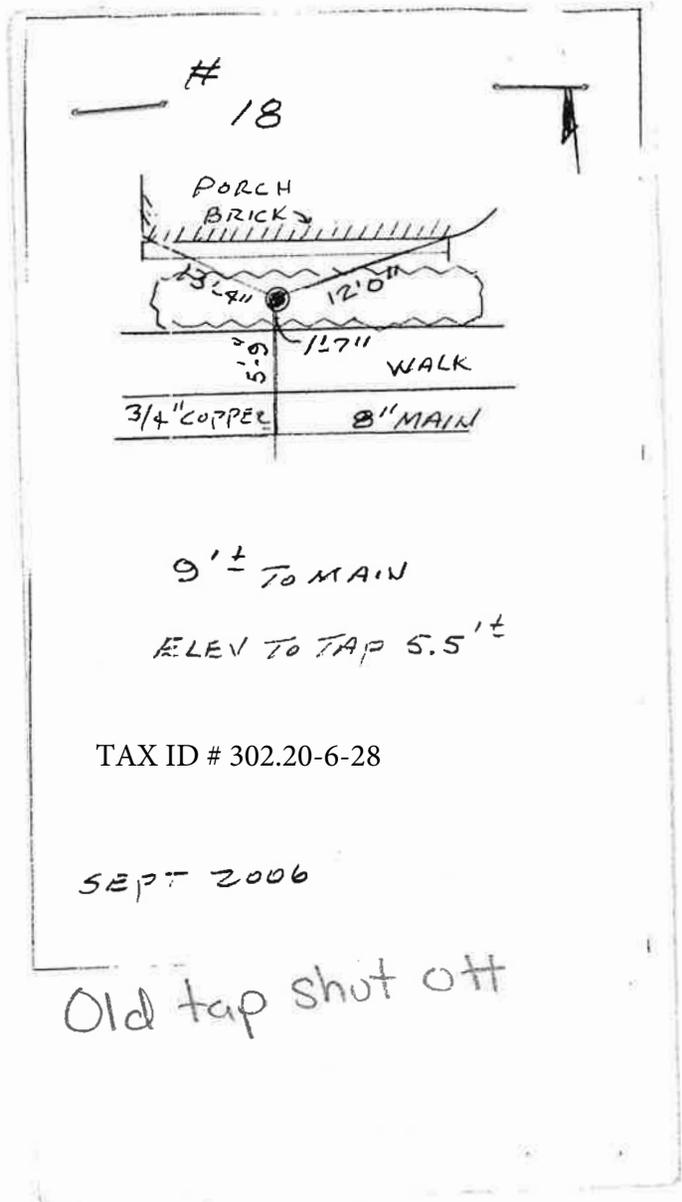 #
18
PORCH
BRICK
13'-4"
12'0"
5'-9"
1'-7"
WALK
3/4" COPPER
8" MAIN
9'± TO MAIN
ELEV TO TAP 5.5'±
TAX ID # 302.20-6-28
SEPT 2006
Old tap shut off